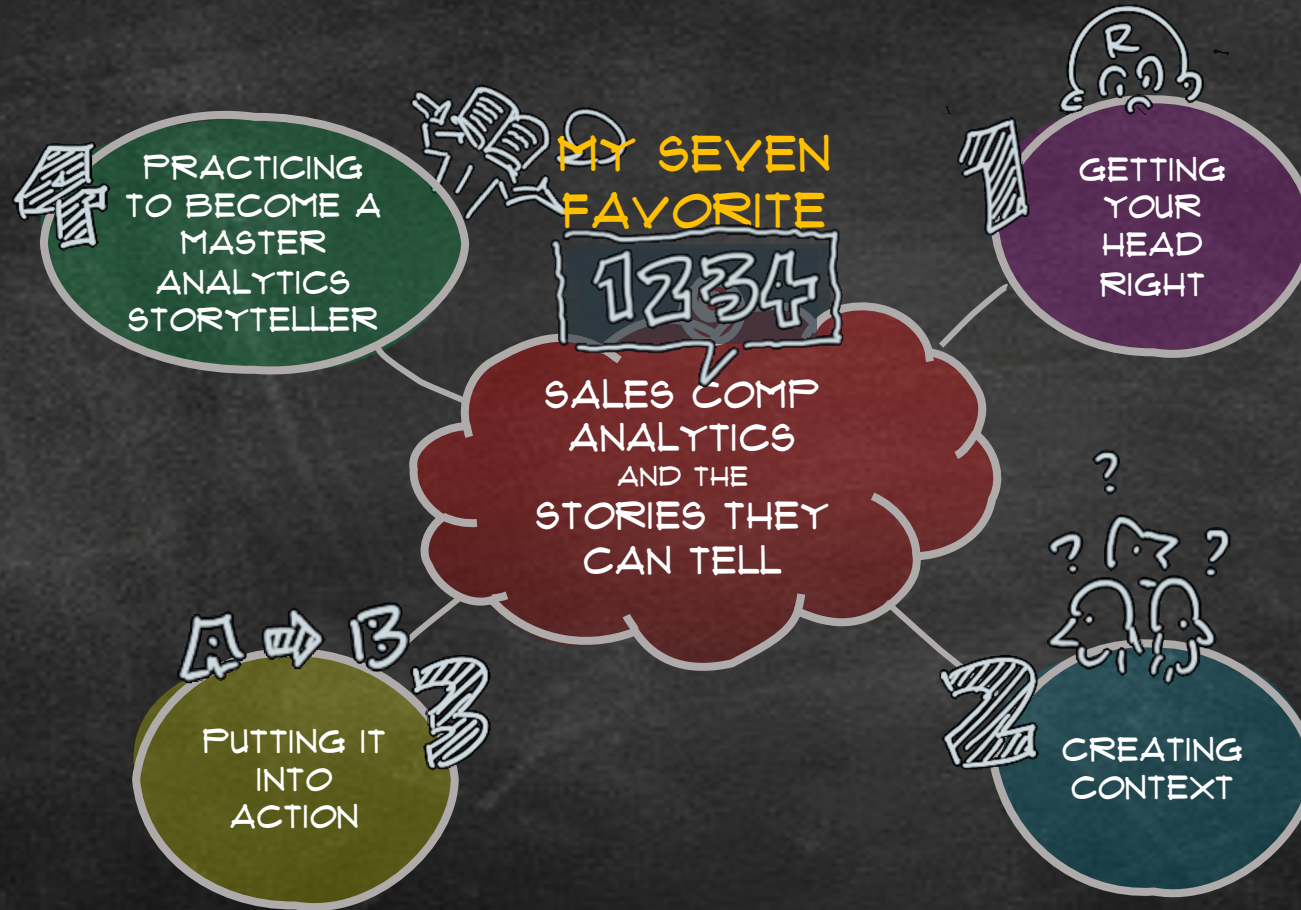 MY SEVEN
FAVORITE
1234
SALES COMP
ANALYTICS
AND THE
STORIES THEY
CAN TELL
R
1
GETTING
YOUR
HEAD
RIGHT
?
? ?
2
CREATING
CONTEXT
A ⇨ B
3
PUTTING IT
INTO
ACTION
4
PRACTICING
TO BECOME A
MASTER
ANALYTICS
STORYTELLER